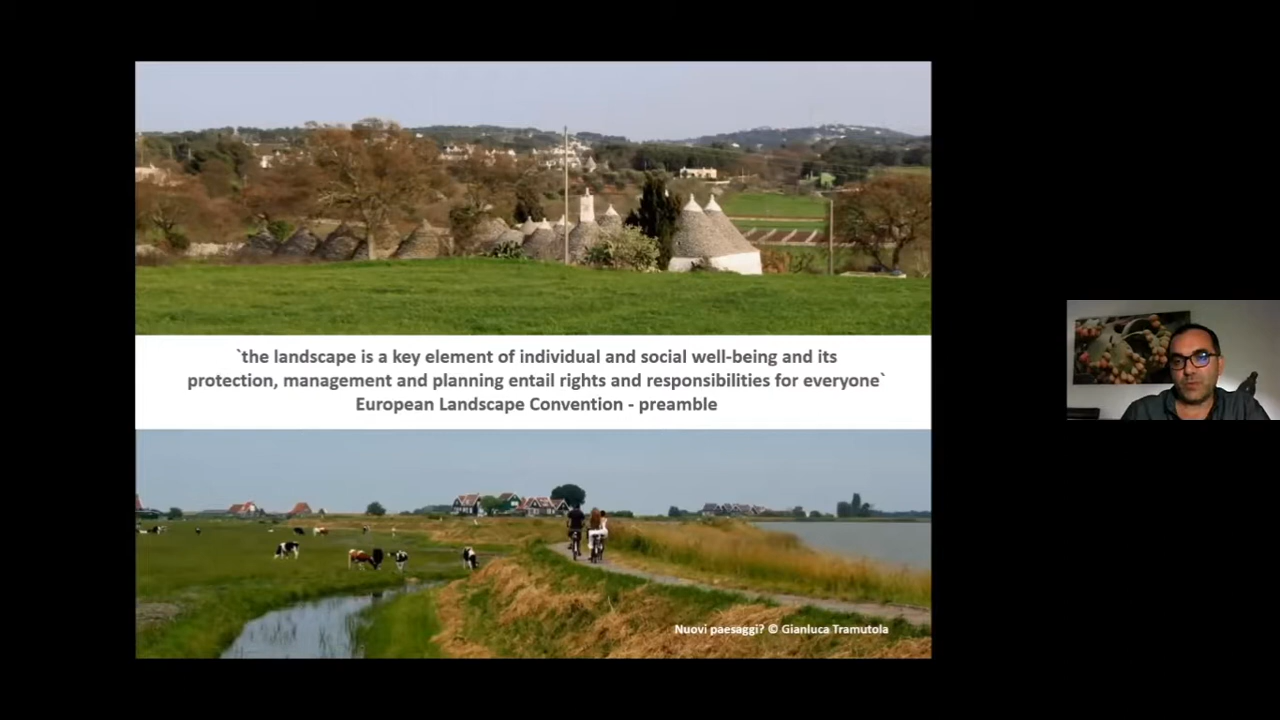 `the landscape is a key element of individual and social well-being and its
protection, management and planning entail rights and responsibilities for everyone`
European Landscape Convention - preamble
Nuovi paesaggi? © Gianluca Tramutola